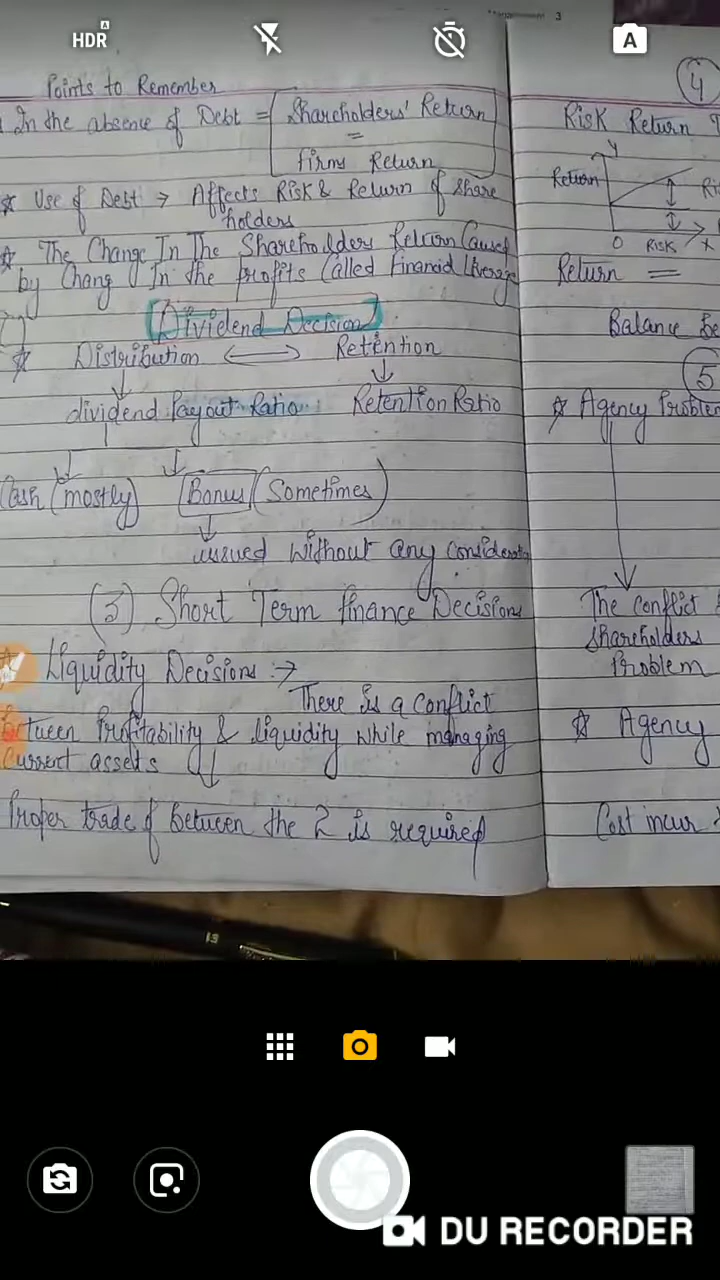 HDR A
A
3
Points to Remember
In the absence of Debt = Shareholders' Return
=
firms Return
* Use of Debt → Affects Risk & Return of Share
holders
* The Change In The Shareholders Return Caused
by Chang In the profits Called Financial
[Dividend Decision]
* Distribution ⟷ Retention
dividend Payout Ratio Retention Ratio
Cash (mostly) Bonus (Sometimes)
issued without any Consideration
(3) Short Term finance Decisions
* Liquidity Decisions :→
There is a Conflict
between Profitability & liquidity while managing
Current assets
Proper trade of between the 2 is required
4
Risk Return
y
Return
O Risk x
Return =
Balance Be
5
* Agency Problem
The conflict
Shareholders
Problem
* Agency
Cost incur
E1
DU RECORDER